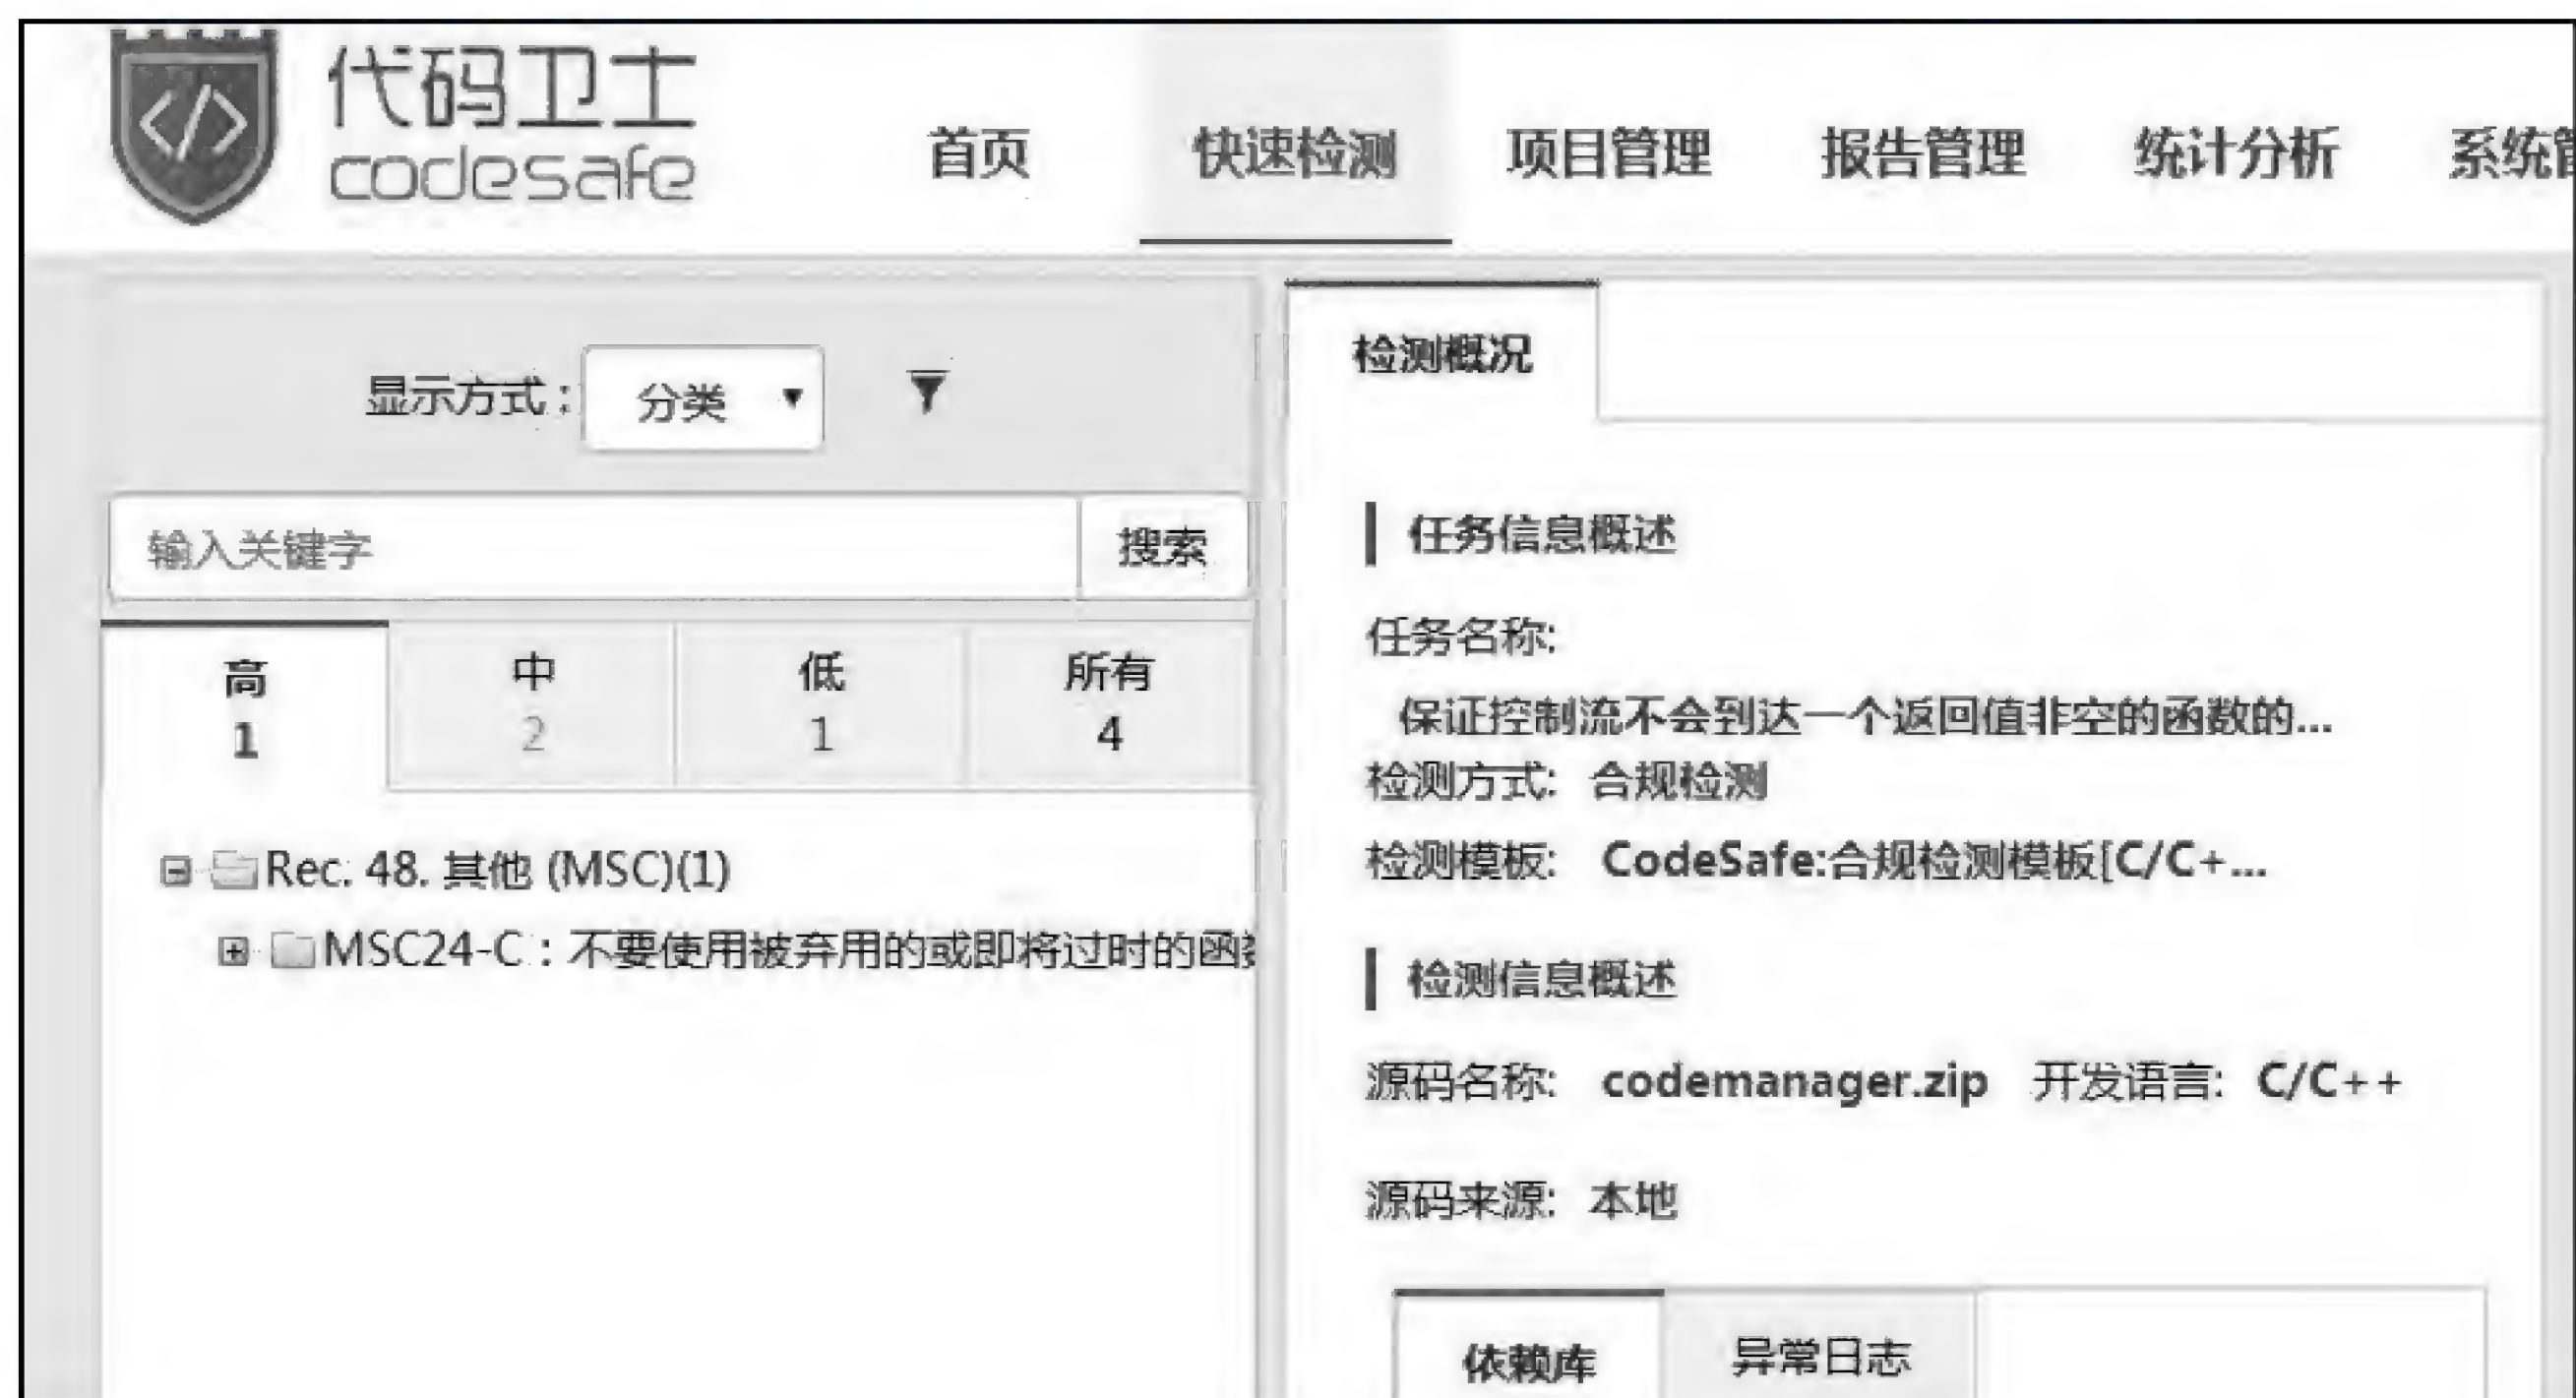 代码卫士
codesafe
首页 快速检测 项目管理 报告管理 统计分析 系统管
显示方式： 分类
输入关键字 搜索
高 中 低 所有
1 2 1 4
Rec. 48. 其他 (MSC)(1)
MSC24-C：不要使用被弃用的或即将过时的函数
检测概况
任务信息概述
任务名称:
保证控制流不会到达一个返回值非空的函数的...
检测方式: 合规检测
检测模板: CodeSafe:合规检测模板[C/C+...
检测信息概述
源码名称: codemanager.zip 开发语言: C/C++
源码来源: 本地
依赖库 异常日志